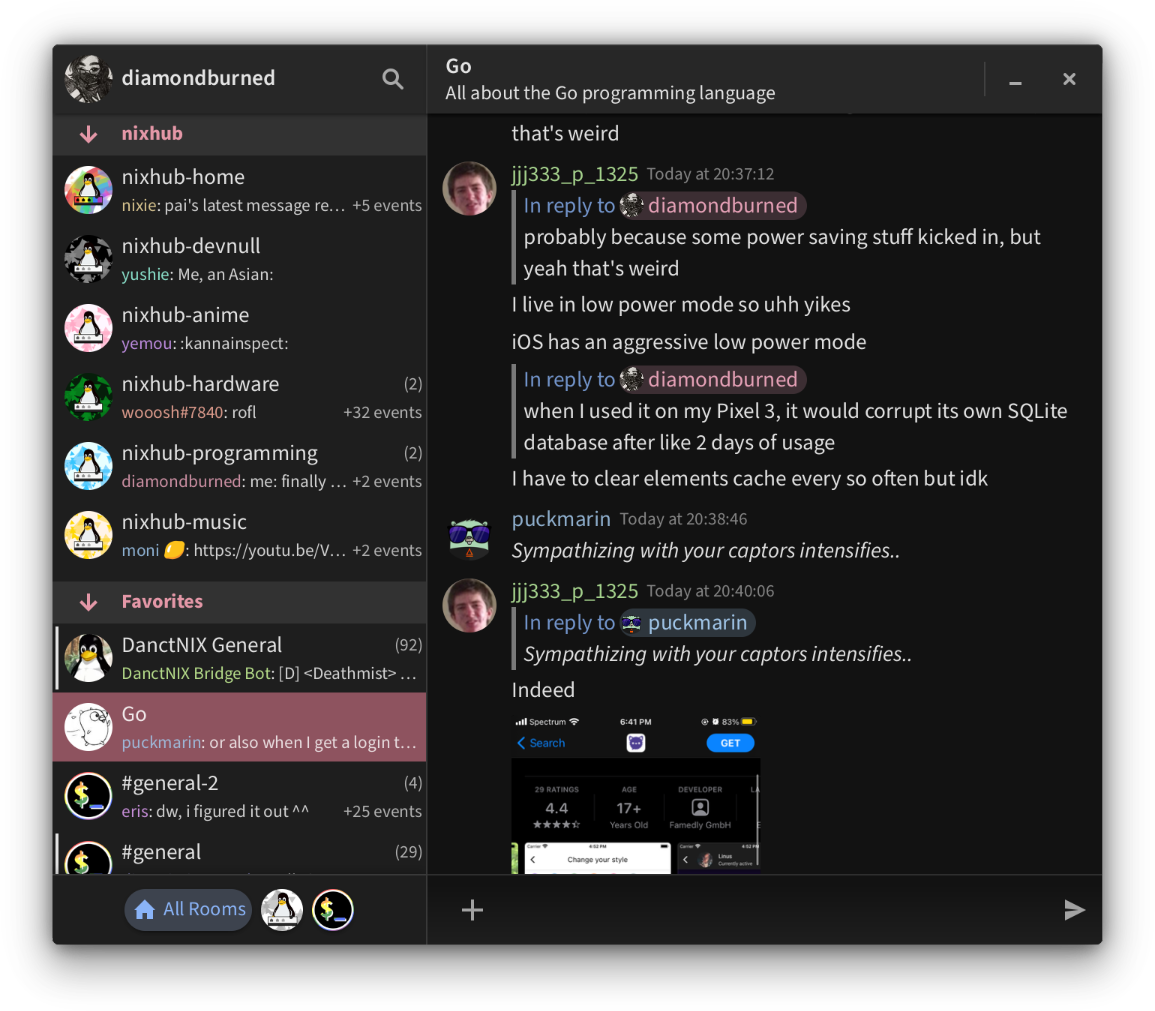 diamondburned
nixhub
nixhub-home
nixie: pai's latest message re… +5 events
nixhub-devnull
yushie: Me, an Asian:
nixhub-anime
yemou: :kannainspect:
nixhub-hardware (2)
wooosh#7840: rofl +32 events
nixhub-programming (2)
diamondburned: me: finally … +2 events
nixhub-music
moni 🍋: https://youtu.be/V… +2 events
Favorites
DanctNIX General (92)
DanctNIX Bridge Bot: [D] <Deathmist> …
Go
puckmarin: or also when I get a login t…
#general-2 (4)
eris: dw, i figured it out ^^ +25 events
#general (29)
All Rooms
Go
All about the Go programming language
that's weird
jjj333_p_1325 Today at 20:37:12
In reply to diamondburned
probably because some power saving stuff kicked in, but
yeah that's weird
I live in low power mode so uhh yikes
iOS has an aggressive low power mode
In reply to diamondburned
when I used it on my Pixel 3, it would corrupt its own SQLite
database after like 2 days of usage
I have to clear elements cache every so often but idk
puckmarin Today at 20:38:46
Sympathizing with your captors intensifies..
jjj333_p_1325 Today at 20:40:06
In reply to puckmarin
Sympathizing with your captors intensifies..
Indeed
Spectrum 6:41 PM 83%
Search GET
29 RATINGS AGE DEVELOPER
4.4 17+
Years Old Famedly GmbH
Carrier 4:52 PM Carrier 4:52 PM
Change your style Linus
Currently active